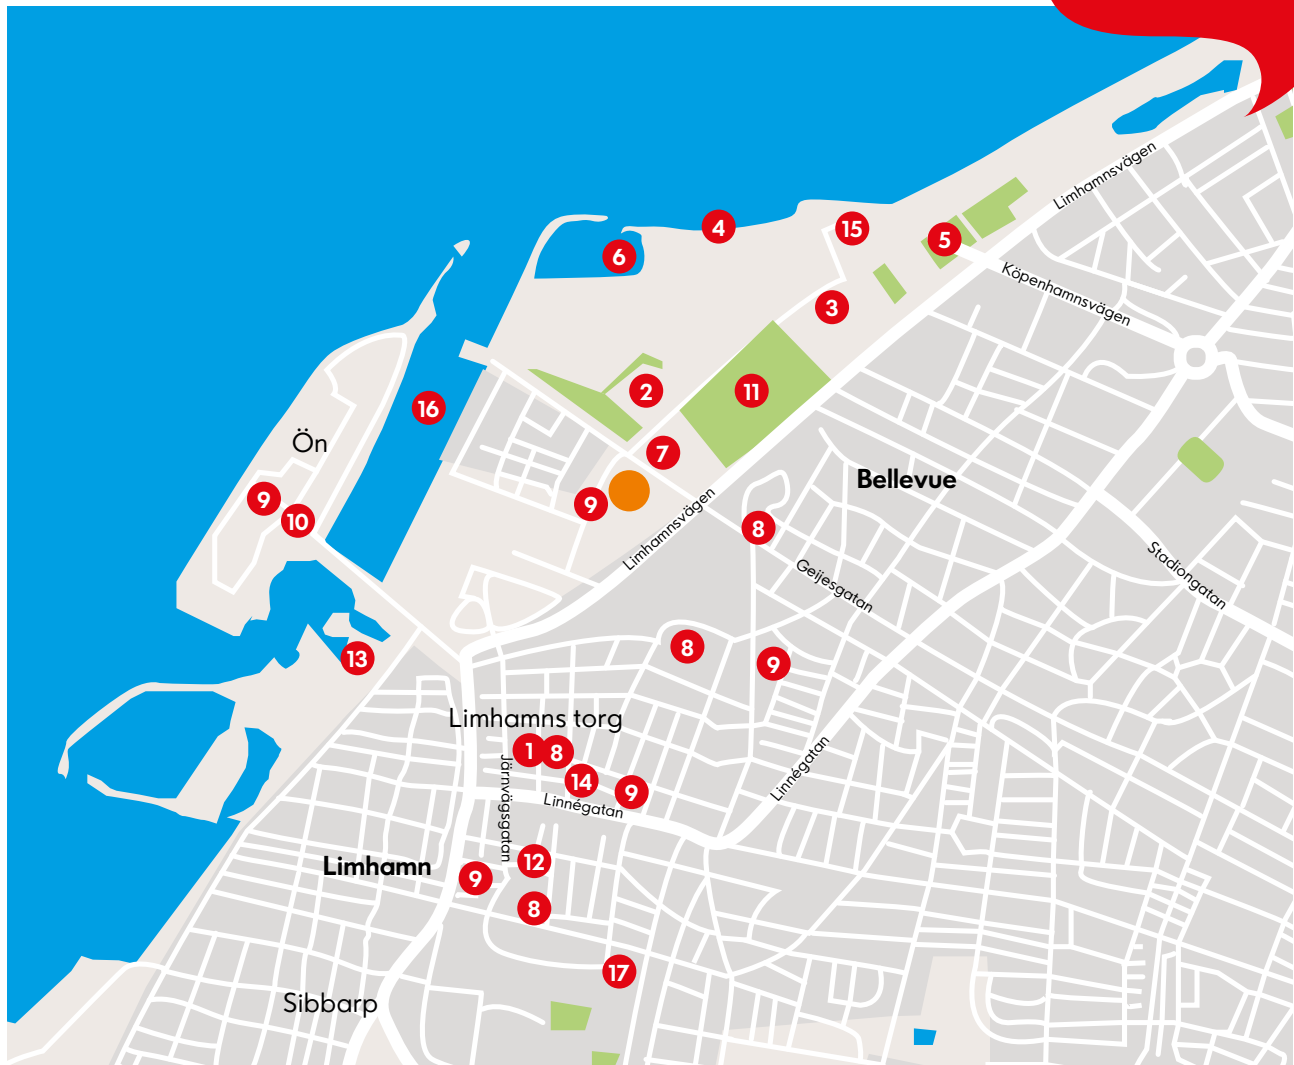 Limhamnsvägen
4
15
5
6
Köpenhamnsvägen
3
2
11
16
Ön
7
Bellevue
9
9
10
Limhamnsvägen
8
Stadiongatan
Geijesgatan
8
13
9
Limhamns torg
1
8
14
9
Järnvägsgatan
Linnégatan
Linnégatan
12
Limhamn
9
8
17
Sibbarp